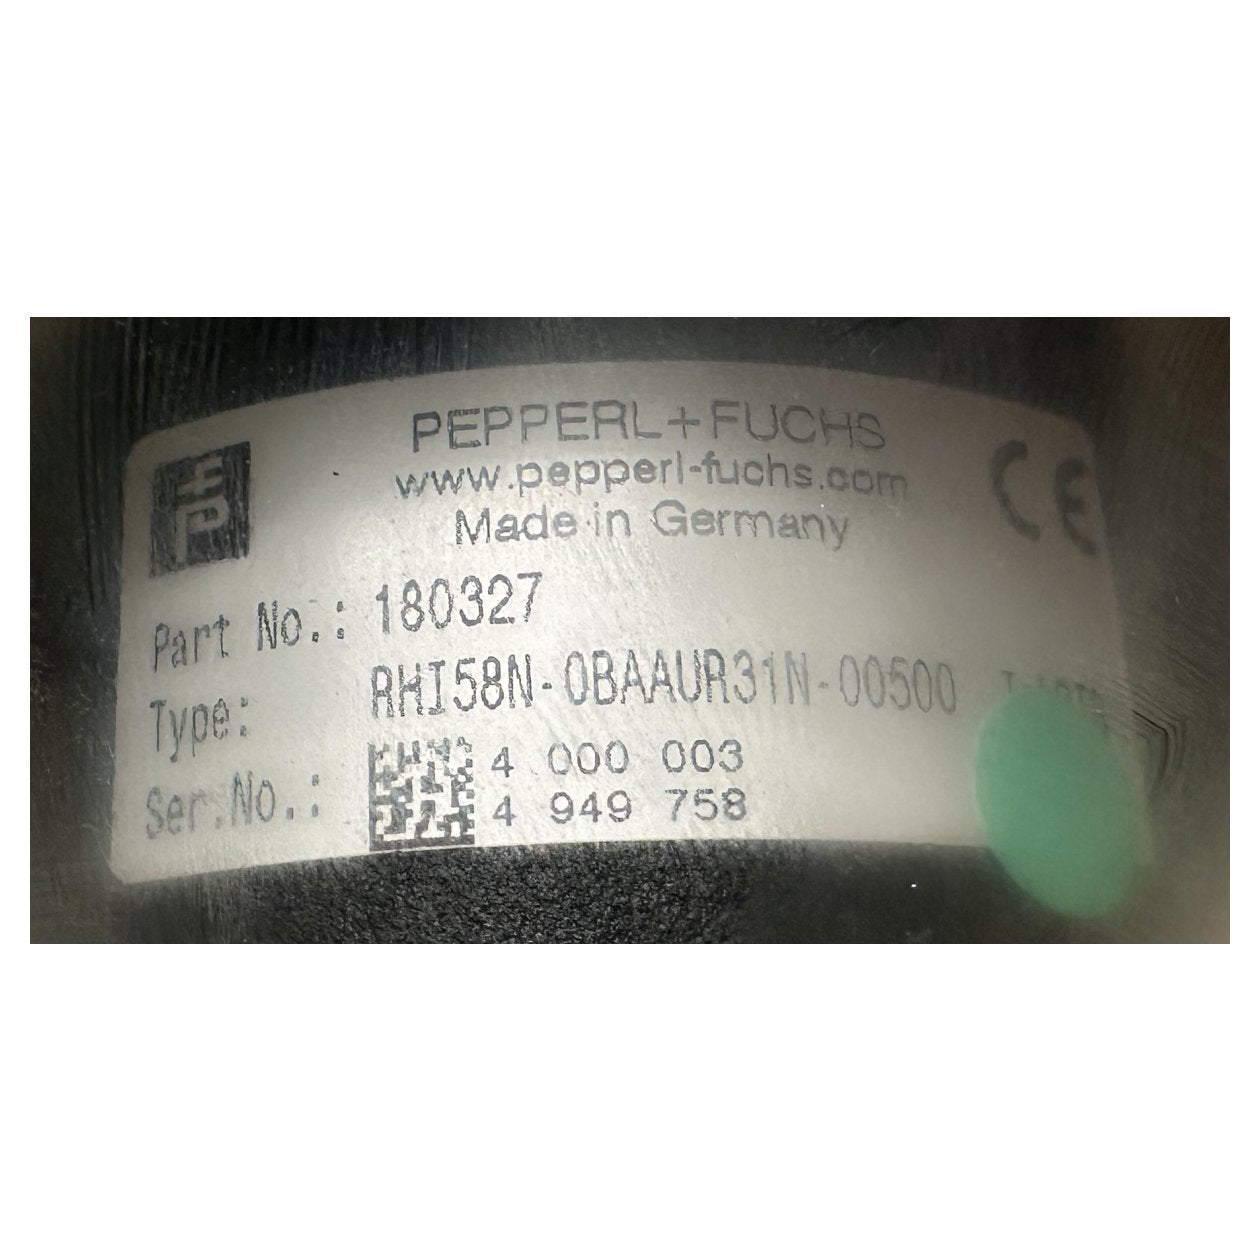 PEPPERL+FUCHS
www.pepperl-fuchs.com
Made in Germany
CE
Part No.: 180327
Type: RHI58N-0BAAUR31N-00500
Ser.No.: 4 000 003
4 949 758